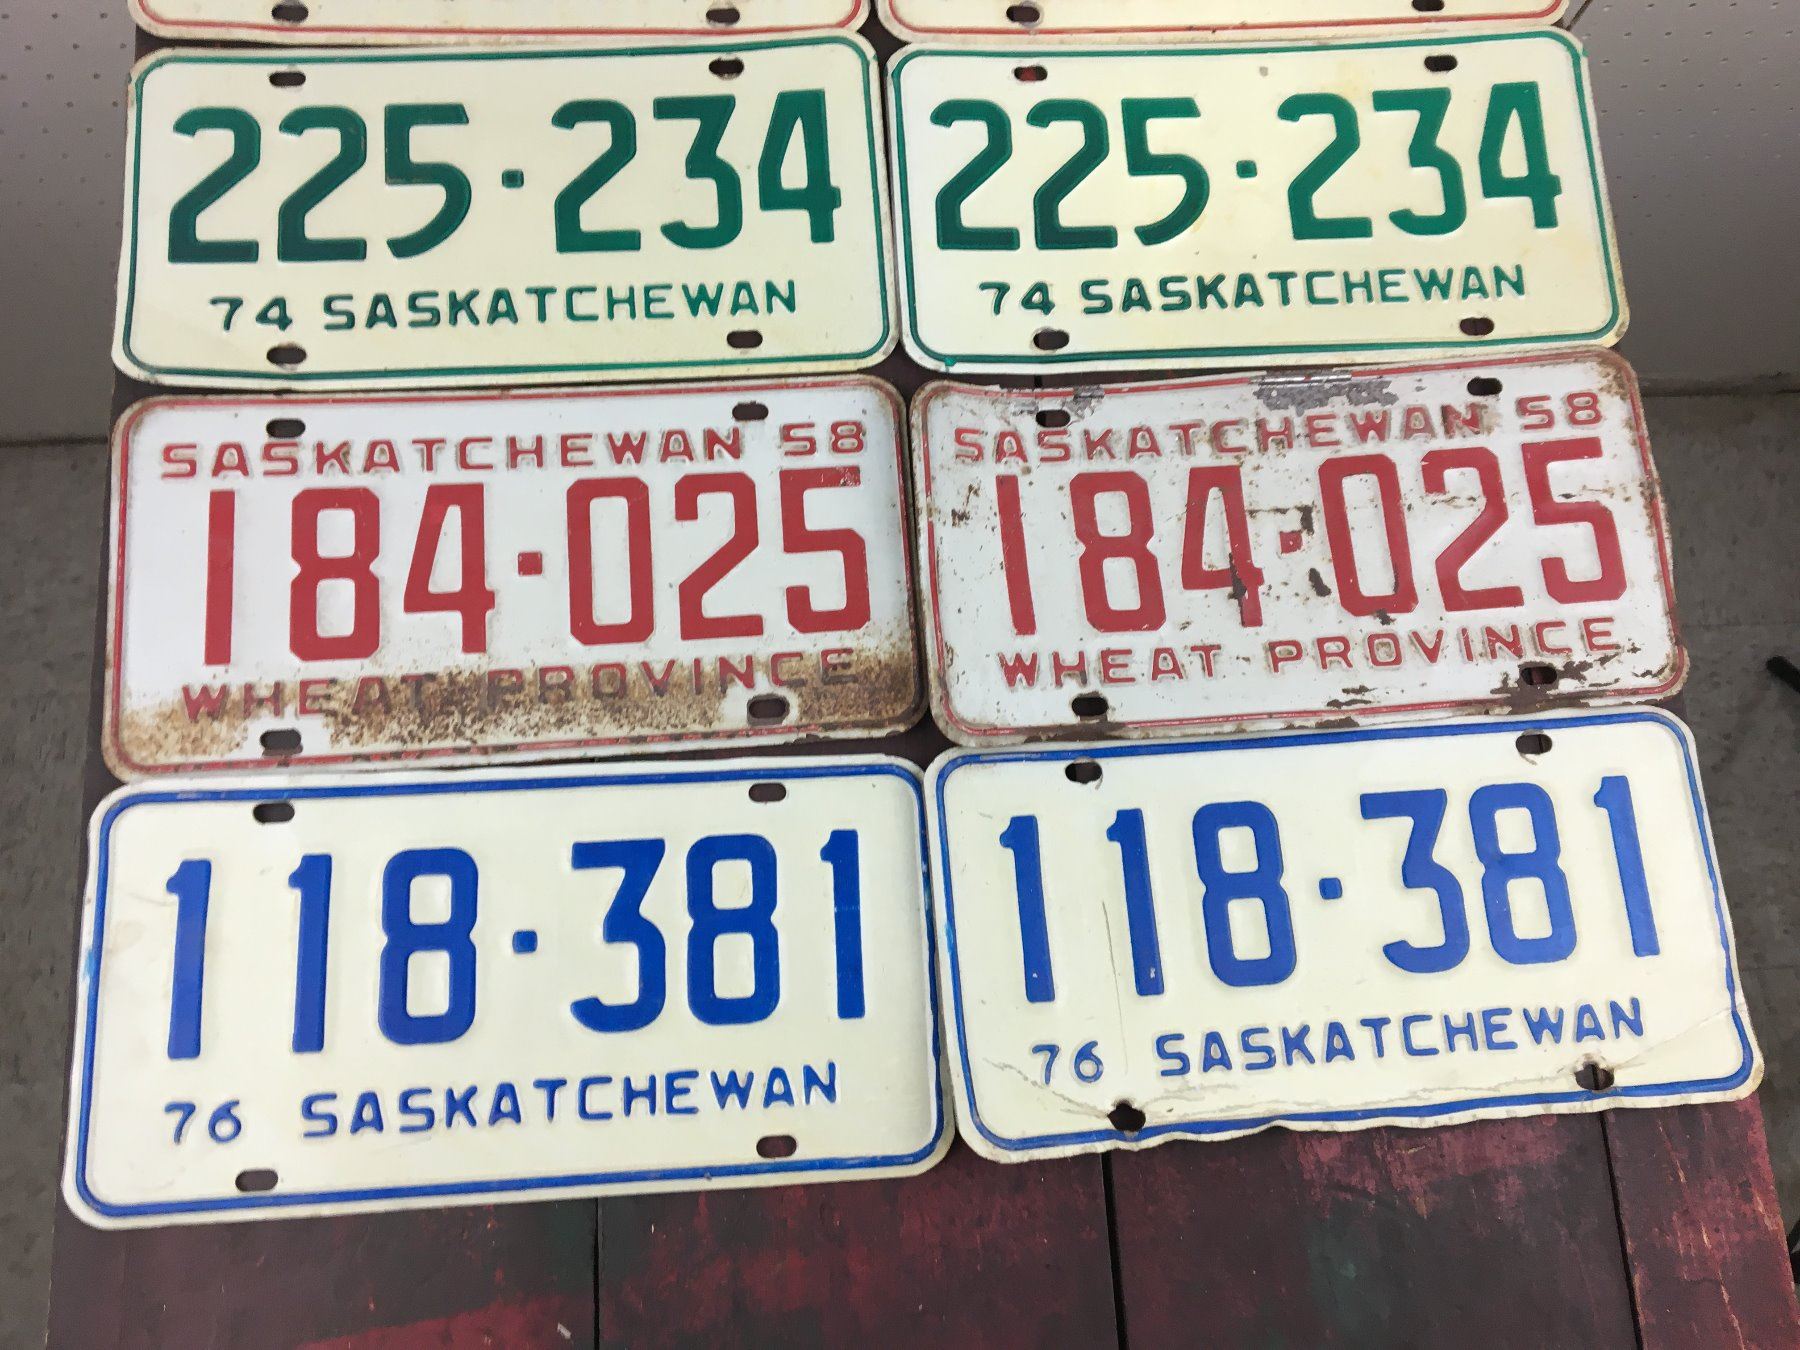 225·234
74 SASKATCHEWAN
225·234
74 SASKATCHEWAN
SASKATCHEWAN 58
184·025
WHEAT PROVINCE
SASKATCHEWAN 58
184·025
WHEAT PROVINCE
118·381
76 SASKATCHEWAN
118·381
76 SASKATCHEWAN